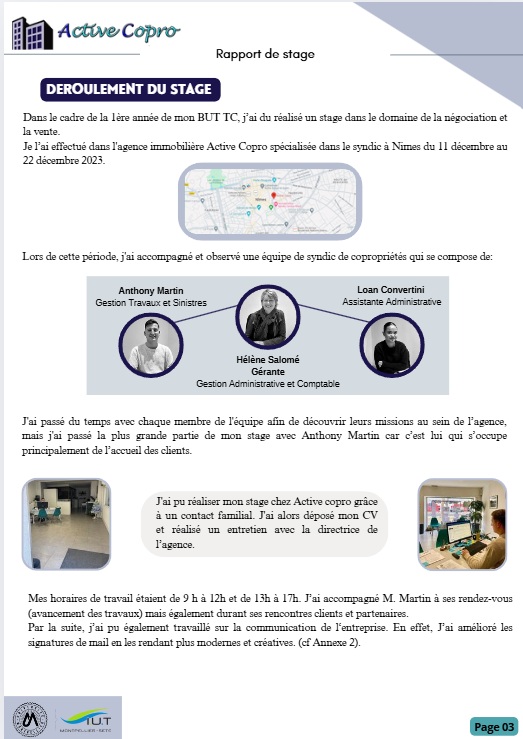 Active Copro
Rapport de stage
DEROULEMENT DU STAGE
Dans le cadre de la 1ère année de mon BUT TC, j'ai du réalisé un stage dans le domaine de la négociation et
la vente.
Je l'ai effectué dans l'agence immobilière Active Copro spécialisée dans le syndic à Nimes du 11 décembre au
22 décembre 2023.
Nîmes
Lors de cette période, j'ai accompagné et observé une équipe de syndic de copropriétés qui se compose de:
Anthony Martin
Gestion Travaux et Sinistres
Loan Convertini
Assistante Administrative
Hélène Salomé
Gérante
Gestion Administrative et Comptable
J'ai passé du temps avec chaque membre de l'équipe afin de découvrir leurs missions au sein de l'agence,
mais j'ai passé la plus grande partie de mon stage avec Anthony Martin car c'est lui qui s'occupe
principalement de l'accueil des clients.
J'ai pu réaliser mon stage chez Active copro grâce
à un contact familial. J'ai alors déposé mon CV
et réalisé un entretien avec la directrice de
l'agence.
Mes horaires de travail étaient de 9 h à 12h et de 13h à 17h. J'ai accompagné M. Martin à ses rendez-vous
(avancement des travaux) mais également durant ses rencontres clients et partenaires.
Par la suite, j'ai pu également travaillé sur la communication de l'entreprise. En effet, J'ai amélioré les
signatures de mail en les rendant plus modernes et créatives. (cf Annexe 2).
I.U.T
MONTPELLIER-SETE
Page 03